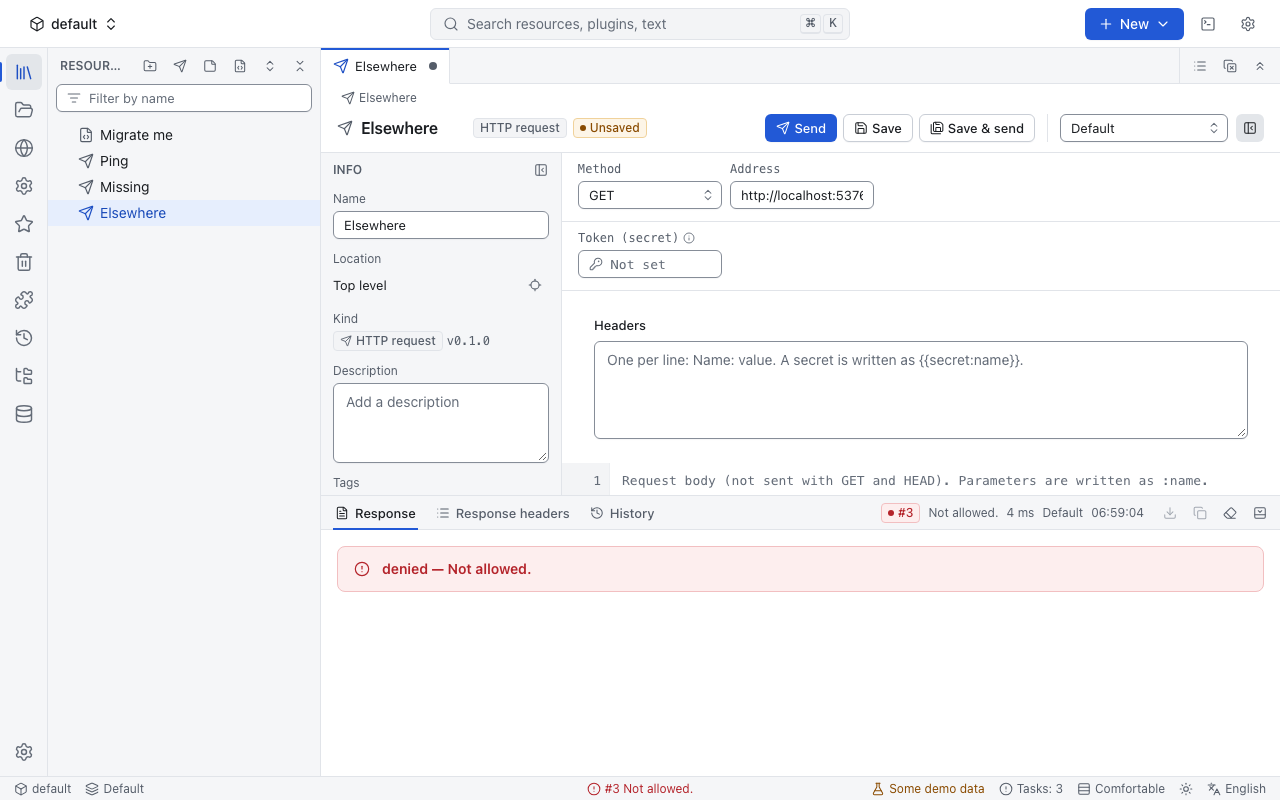 default
Search resources, plugins, text
⌘ K
New
RESOUR...
Filter by name
Migrate me
Ping
Missing
Elsewhere
Elsewhere
Elsewhere
Elsewhere
HTTP request
Unsaved
Send
Save
Save & send
Default
INFO
Name
Elsewhere
Location
Top level
Kind
HTTP request v0.1.0
Description
Add a description
Tags
Method
Address
GET
http://localhost:5376
Token (secret)
Not set
Headers
One per line: Name: value. A secret is written as {{secret:name}}.
1 Request body (not sent with GET and HEAD). Parameters are written as :name.
Response
Response headers
History
#3 Not allowed. 4 ms Default 06:59:04
denied — Not allowed.
default
Default
#3 Not allowed.
Some demo data
Tasks: 3
Comfortable
English